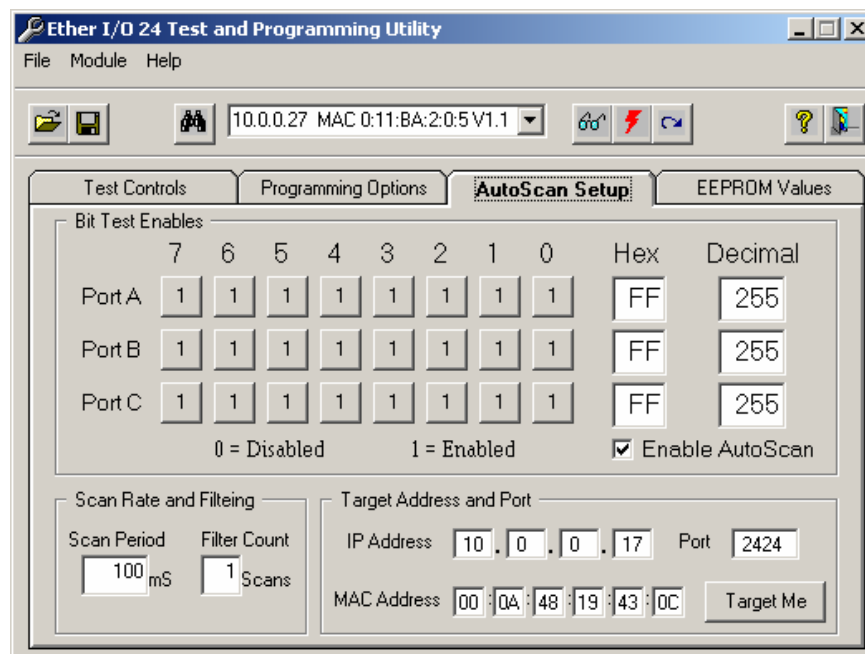 Ether I/O 24 Test and Programming Utility
File Module Help
10.0.0.27 MAC 0:11:BA:2:0:5 V1.1
Test Controls Programming Options AutoScan Setup EEPROM Values
Bit Test Enables
7 6 5 4 3 2 1 0 Hex Decimal
Port A 1 1 1 1 1 1 1 1 FF 255
Port B 1 1 1 1 1 1 1 1 FF 255
Port C 1 1 1 1 1 1 1 1 FF 255
0 = Disabled 1 = Enabled Enable AutoScan
Scan Rate and Filteing
Scan Period Filter Count
100 mS 1 Scans
Target Address and Port
IP Address 10 . 0 . 0 . 17 Port 2424
MAC Address 00 : 0A : 48 : 19 : 43 : 0C Target Me